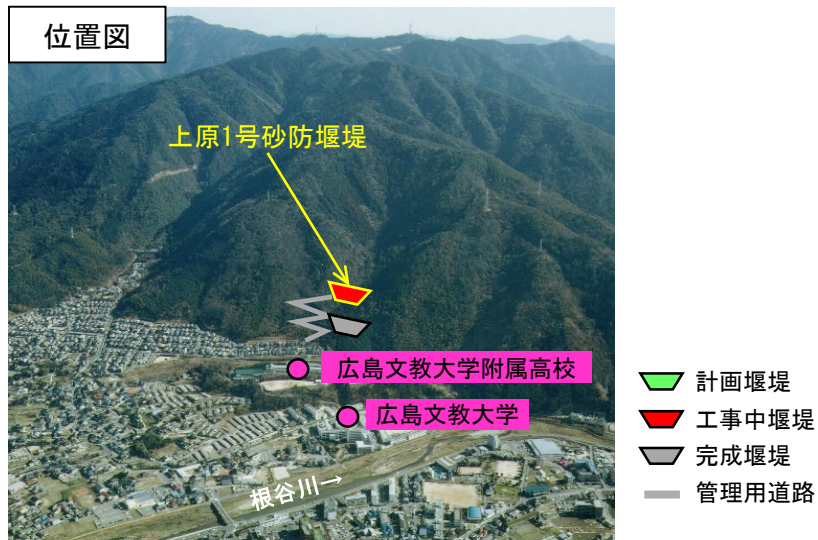 位置図
上原1号砂防堰堤
広島文教大学附属高校
広島文教大学
根谷川→
計画堰堤
工事中堰堤
完成堰堤
管理用道路